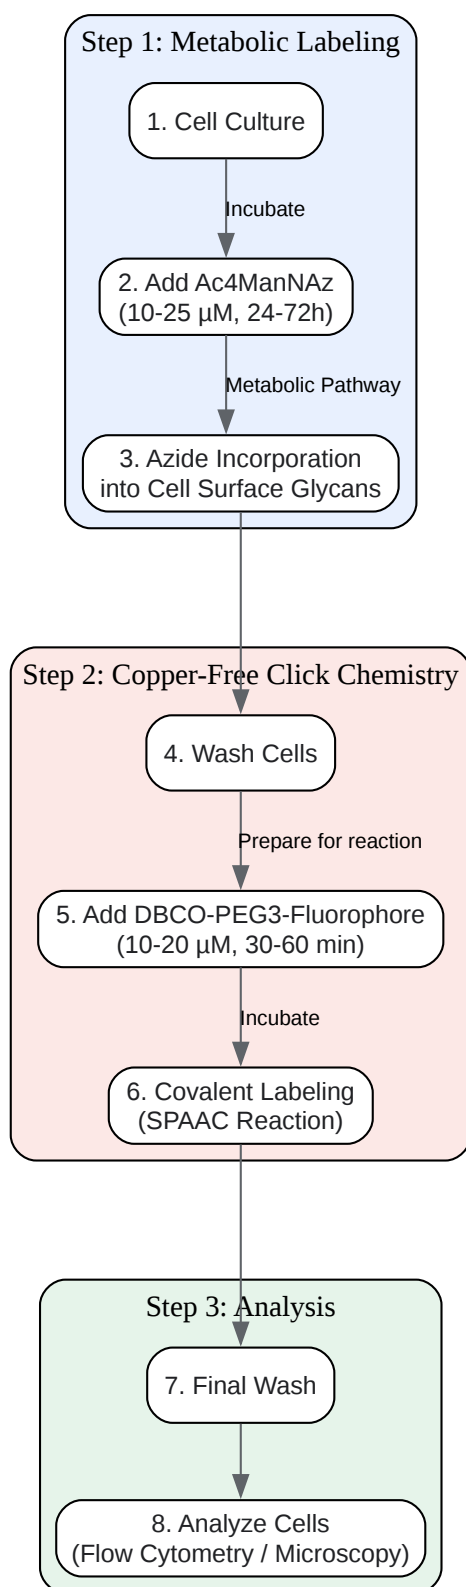 Step 1: Metabolic Labeling
1. Cell Culture
Incubate
2. Add Ac4ManNAz
(10-25 µM, 24-72h)
Metabolic Pathway
3. Azide Incorporation
into Cell Surface Glycans
Step 2: Copper-Free Click Chemistry
4. Wash Cells
Prepare for reaction
5. Add DBCO-PEG3-Fluorophore
(10-20 µM, 30-60 min)
Incubate
6. Covalent Labeling
(SPAAC Reaction)
Step 3: Analysis
7. Final Wash
8. Analyze Cells
(Flow Cytometry / Microscopy)